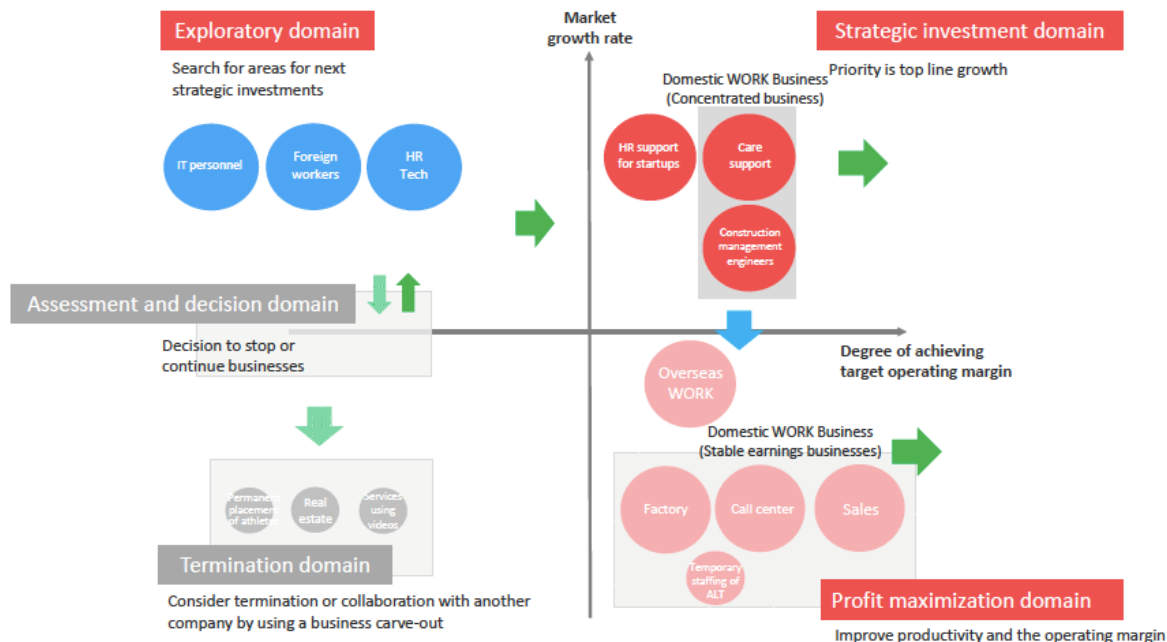 Exploratory domain
Search for areas for next
strategic investments
IT personnel
Foreign
workers
HR
Tech
Market
growth rate
Strategic investment domain
Priority is top line growth
Domestic WORK Business
(Concentrated business)
HR support
for startups
Care
support
Construction
management
engineers
Assessment and decision domain
Decision to stop or
continue businesses
Degree of achieving
target operating margin
Overseas
WORK
Domestic WORK Business
(Stable earnings businesses)
Factory
Call center
Sales
Temporary
staffing of
ALT
Permanent
placement
of athletes
Real
estate
Services
using
videos
Termination domain
Consider termination or collaboration with another
company by using a business carve-out
Profit maximization domain
Improve productivity and the operating margin